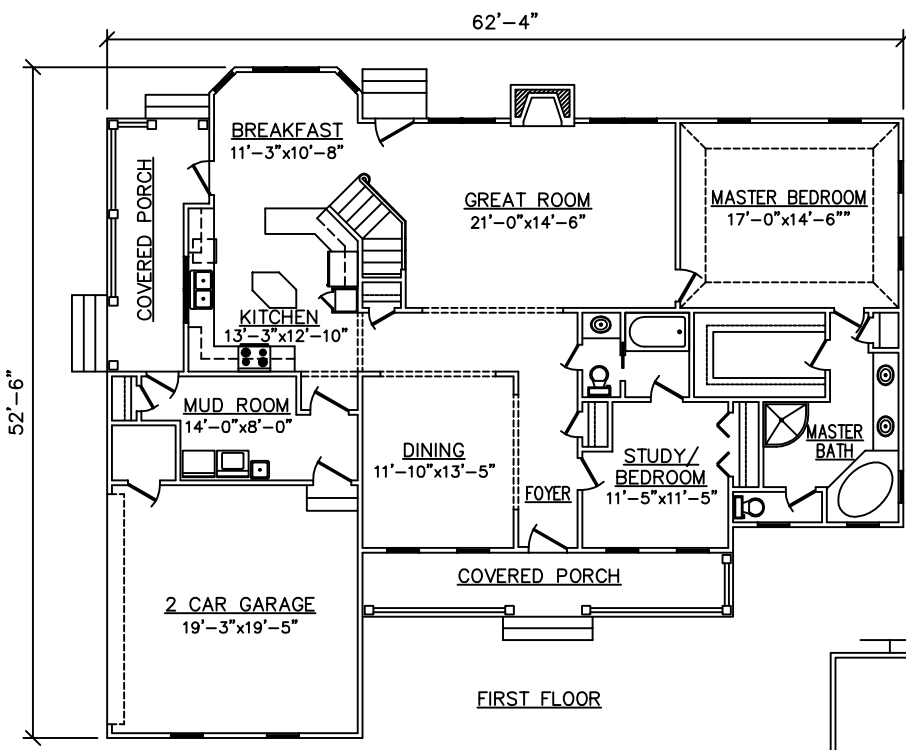 62'-4"
52'-6"
BREAKFAST
11'-3"x10'-8"
COVERED PORCH
GREAT ROOM
21'-0"x14'-6"
MASTER BEDROOM
17'-0"x14'-6""
KITCHEN
13'-3"x12'-10"
MUD ROOM
14'-0"x8'-0"
DINING
11'-10"x13'-5"
FOYER
STUDY/
BEDROOM
11'-5"x11'-5"
MASTER
BATH
COVERED PORCH
2 CAR GARAGE
19'-3"x19'-5"
FIRST FLOOR